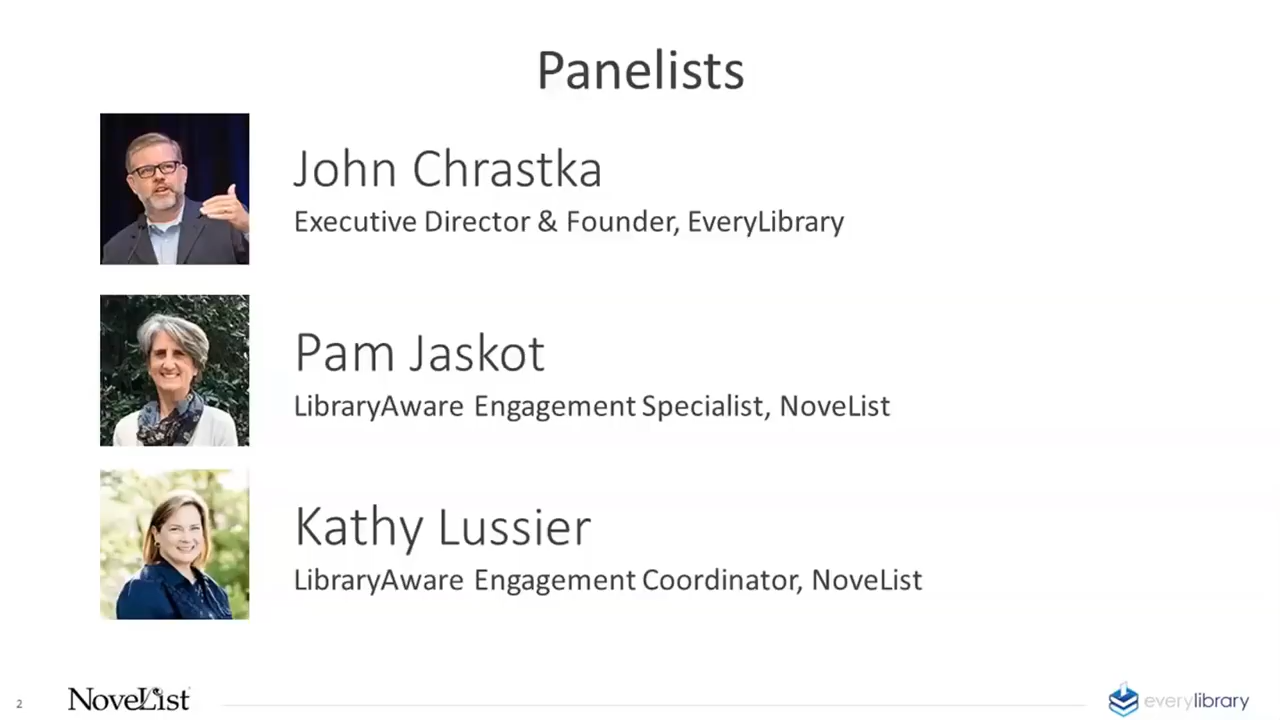 Panelists
John Chrastka
Executive Director & Founder, EveryLibrary
Pam Jaskot
LibraryAware Engagement Specialist, NoveList
Kathy Lussier
LibraryAware Engagement Coordinator, NoveList
2
NoveList
everylibrary